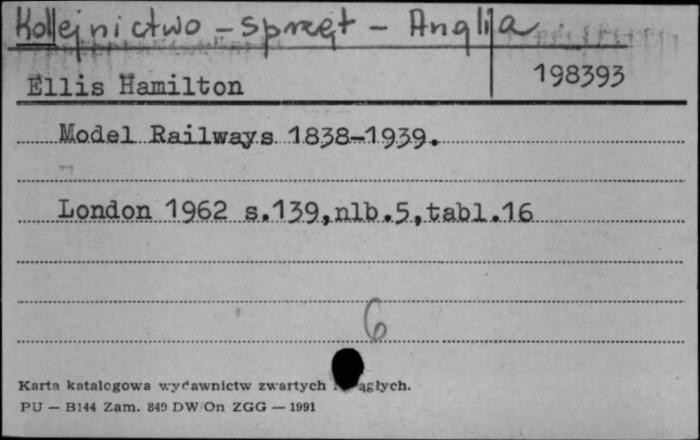 Kolejnictwo - sprzęt - Anglija
Ellis Hamilton
198393
Model Railways 1838-1939.
London 1962 s.139,nlb.5,tabl.16
6
Karta katalogowa wydawnictw zwartych ągłych.
PU — B144 Zam. 849 DW/On ZGG — 1991